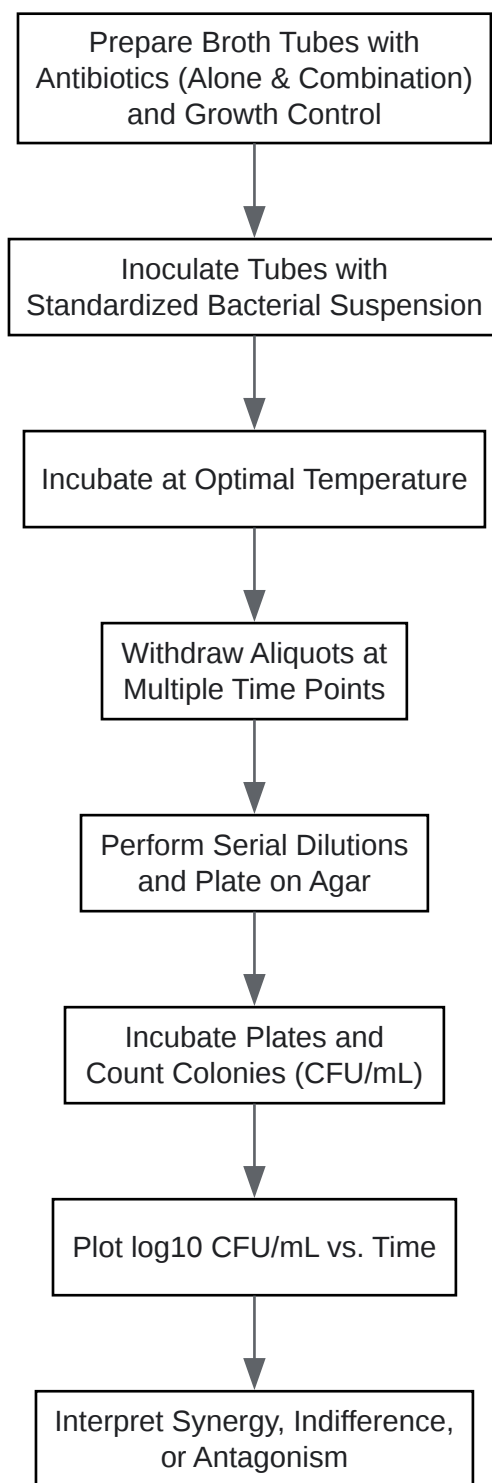 Prepare Broth Tubes with
Antibiotics (Alone & Combination)
and Growth Control
Inoculate Tubes with
Standardized Bacterial Suspension
Incubate at Optimal Temperature
Withdraw Aliquots at
Multiple Time Points
Perform Serial Dilutions
and Plate on Agar
Incubate Plates and
Count Colonies (CFU/mL)
Plot log10 CFU/mL vs. Time
Interpret Synergy, Indifference,
or Antagonism